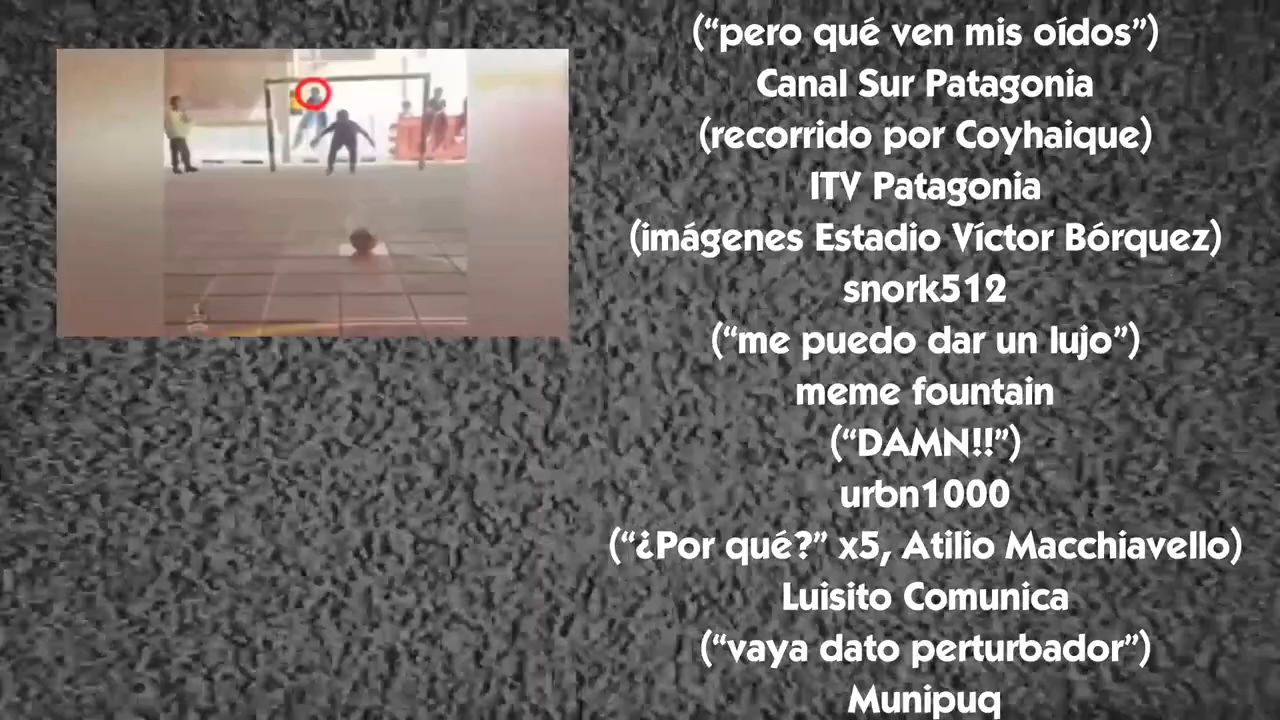 (“pero qué ven mis oídos”)
Canal Sur Patagonia
(recorrido por Coyhaique)
ITV Patagonia
(imágenes Estadio Víctor Bórquez)
snork512
(“me puedo dar un lujo”)
meme fountain
(“DAMN!!”)
urbn1000
(“¿Por qué?” x5, Atilio Macchiavello)
Luisito Comunica
(“vaya dato perturbador”)
Munipuq